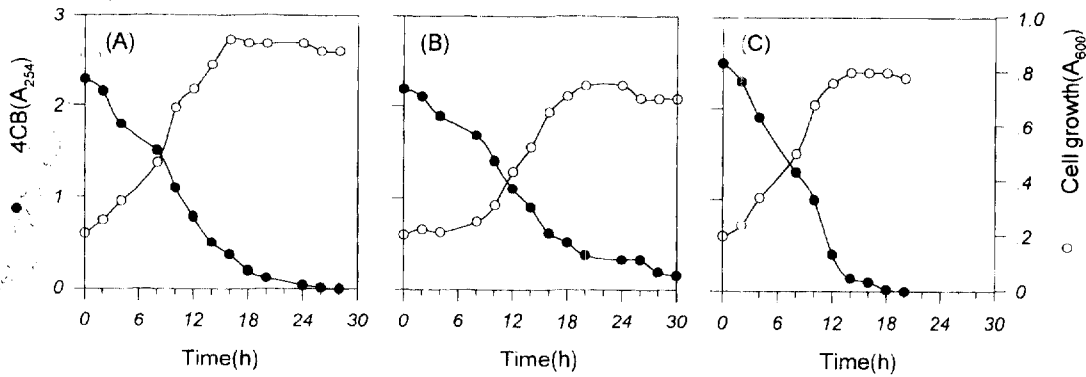 (A)
(B)
(C)
3
2
1
0
4CB(A254)
1.0
.8
.6
.4
.2
0
Cell growth(A600)
0 6 12 18 24 30
0 6 12 18 24 30
0 6 12 18 24 30
Time(h)
Time(h)
Time(h)